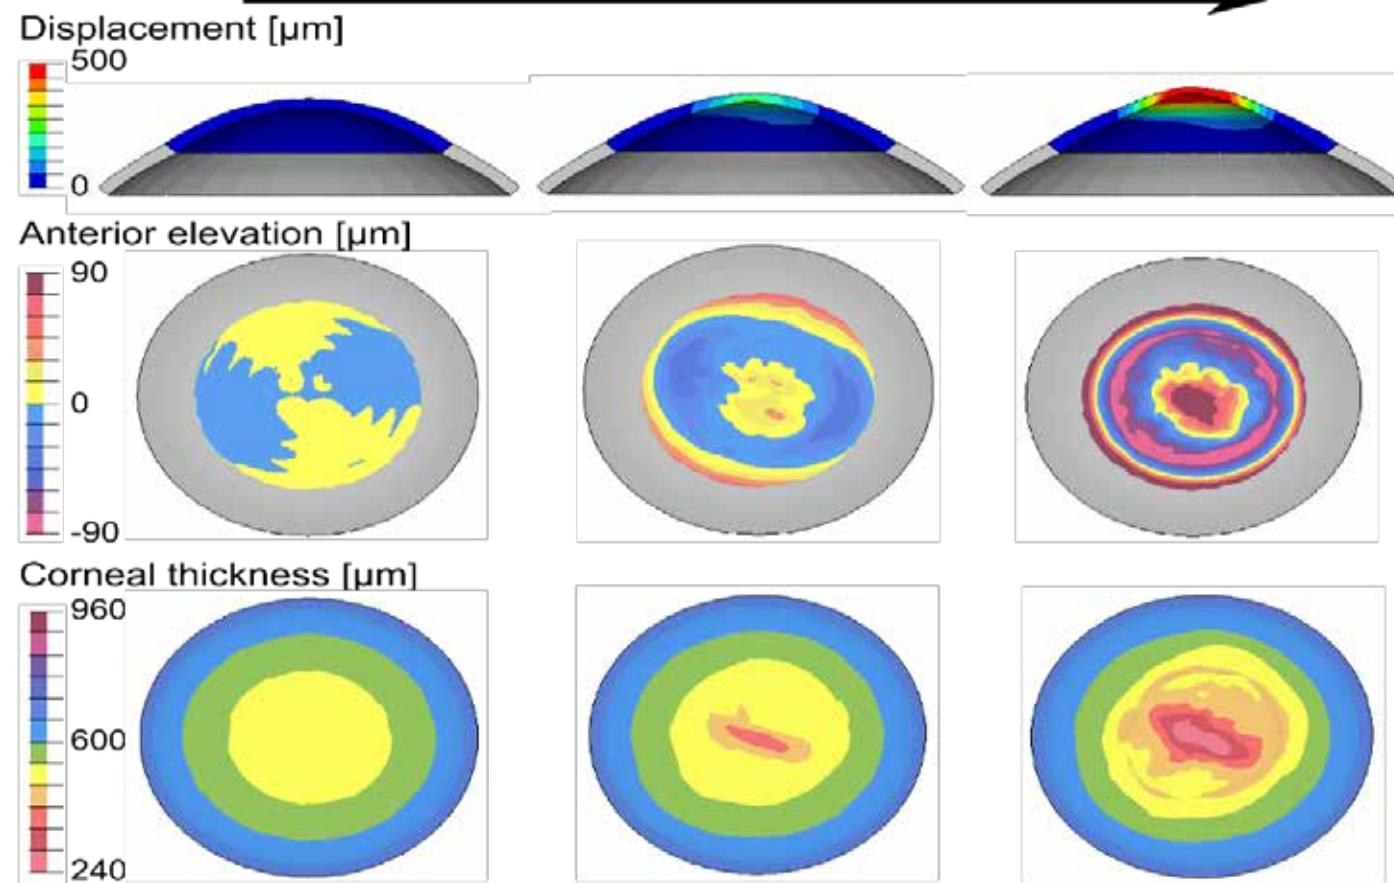 Displacement [µm]
500
0
Anterior elevation [µm]
90
0
-90
Corneal thickness [µm]
960
600
240